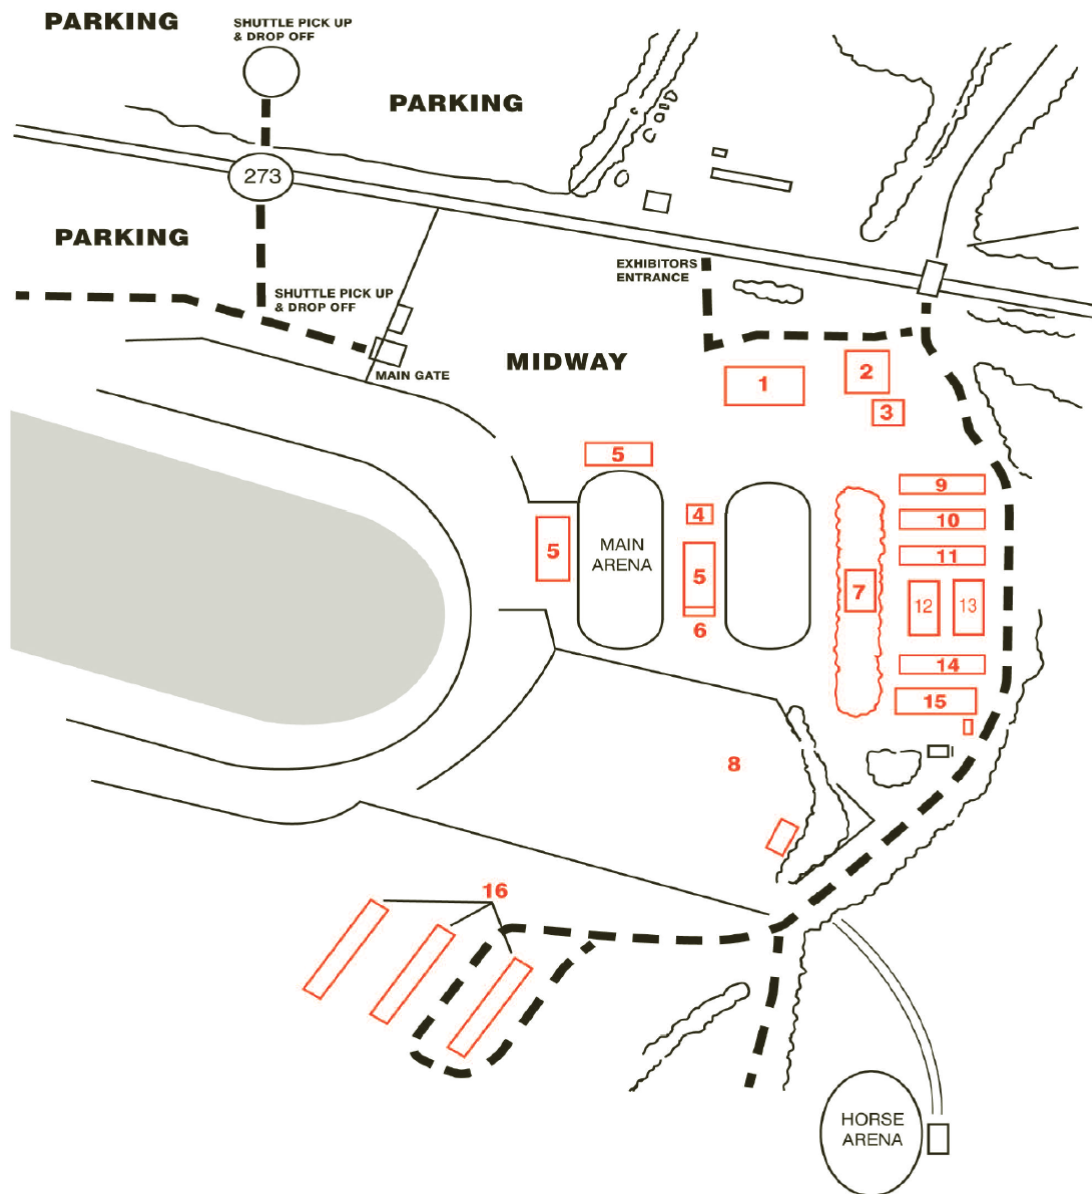 PARKING
SHUTTLE PICK UP
& DROP OFF
PARKING
273
PARKING
EXHIBITORS
ENTRANCE
SHUTTLE PICK UP
& DROP OFF
MAIN GATE
MIDWAY
1
2
3
5
4
5
MAIN
ARENA
5
6
7
9
10
11
12
13
14
15
8
16
HORSE
ARENA